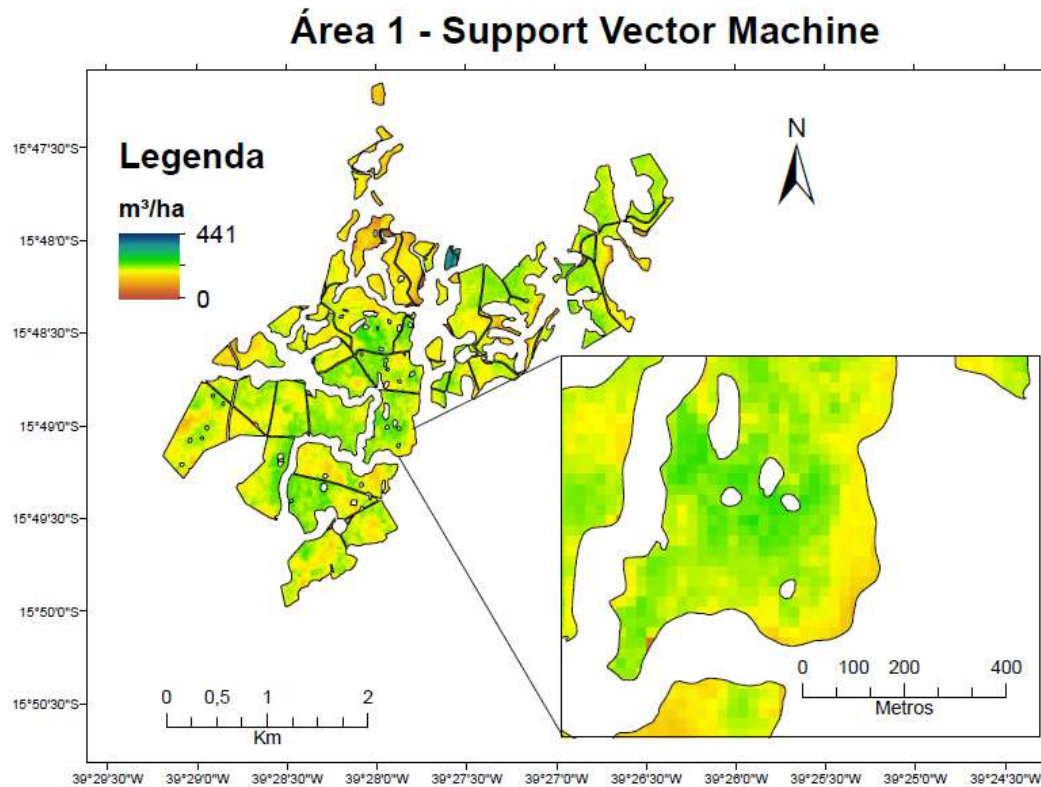 Área 1 - Support Vector Machine
N
Legenda
m³/ha
441
0
15°47'30"S
15°48'0"S
15°48'30"S
15°49'0"S
15°49'30"S
15°50'0"S
15°50'30"S
0 0,5 1 2
Km
0 100 200 400
Metros
39°29'30"W 39°29'0"W 39°28'30"W 39°28'0"W 39°27'30"W 39°27'0"W 39°26'30"W 39°26'0"W 39°25'30"W 39°25'0"W 39°24'30"W